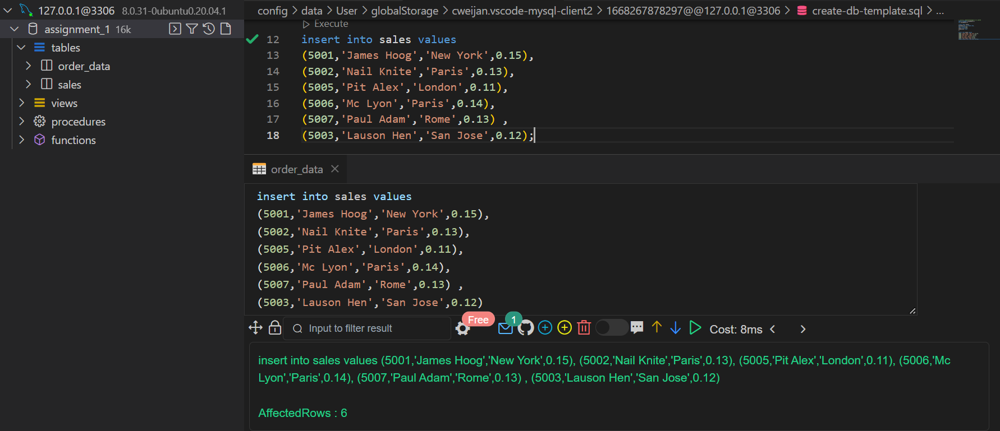 127.0.0.1@3306 8.0.31-0ubuntu0.20.04.1
assignment_1 16k
tables
order_data
sales
views
procedures
functions
config > data > User > globalStorage > cweijan.vscode-mysql-client2 > 1668267878297@@127.0.0.1@3306 > create-db-template.sql > ...
Execute
12 insert into sales values
13 (5001,'James Hoog','New York',0.15),
14 (5002,'Nail Knite','Paris',0.13),
15 (5005,'Pit Alex','London',0.11),
16 (5006,'Mc Lyon','Paris',0.14),
17 (5007,'Paul Adam','Rome',0.13) ,
18 (5003,'Lauson Hen','San Jose',0.12);
order_data
insert into sales values
(5001,'James Hoog','New York',0.15),
(5002,'Nail Knite','Paris',0.13),
(5005,'Pit Alex','London',0.11),
(5006,'Mc Lyon','Paris',0.14),
(5007,'Paul Adam','Rome',0.13) ,
(5003,'Lauson Hen','San Jose',0.12)
Input to filter result Free 1 Cost: 8ms < >
insert into sales values (5001,'James Hoog','New York',0.15), (5002,'Nail Knite','Paris',0.13), (5005,'Pit Alex','London',0.11), (5006,'Mc
Lyon','Paris',0.14), (5007,'Paul Adam','Rome',0.13) , (5003,'Lauson Hen','San Jose',0.12)
AffectedRows : 6